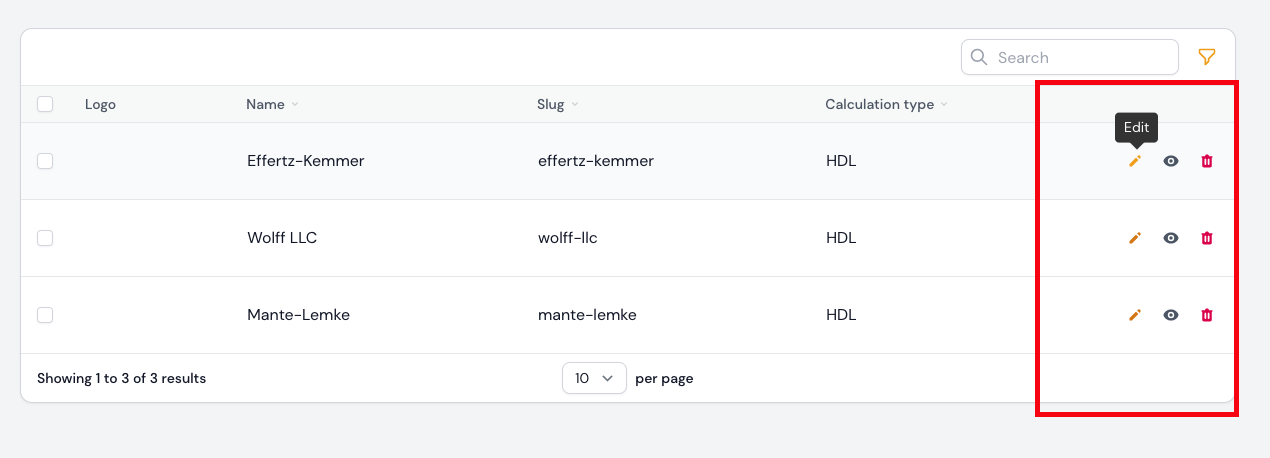 Search
Logo Name Slug Calculation type
Edit
Effertz-Kemmer effertz-kemmer HDL
Wolff LLC wolff-llc HDL
Mante-Lemke mante-lemke HDL
Showing 1 to 3 of 3 results 10 per page